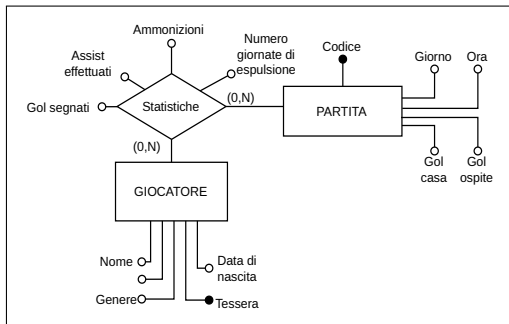 Ammonizioni
Assist
effettuati
Numero
giornate di
espulsione
Gol segnati
Statistiche
(0,N)
(0,N)
Codice
Giorno
Ora
PARTITA
Gol
casa
Gol
ospite
GIOCATORE
Nome
Genere
Data di
nascita
Tessera